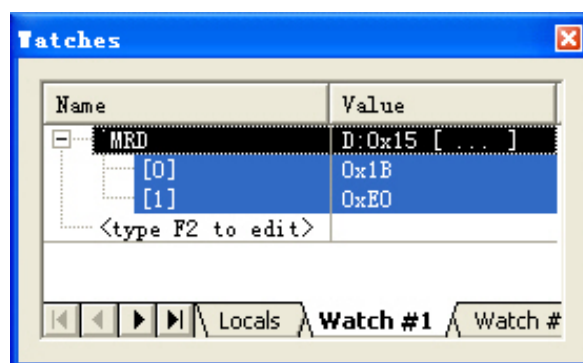 Watches
Name Value
MRD D:0x15 [ ... ]
[0] 0x1B
[1] 0xE0
<type F2 to edit>
Locals Watch #1 Watch #